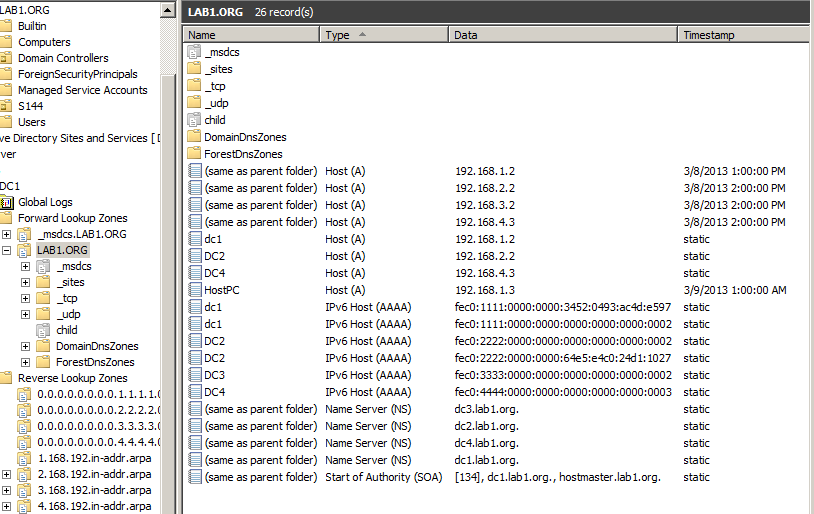 LAB1.ORG
Builtin
Computers
Domain Controllers
ForeignSecurityPrincipals
Managed Service Accounts
S144
Users
ve Directory Sites and Services [ D
ver
DC1
Global Logs
Forward Lookup Zones
_msdcs.LAB1.ORG
LAB1.ORG
_msdcs
_sites
_tcp
_udp
child
DomainDnsZones
ForestDnsZones
Reverse Lookup Zones
0.0.0.0.0.0.0.0.1.1.1.1.0
0.0.0.0.0.0.0.0.2.2.2.2.0
0.0.0.0.0.0.0.0.3.3.3.3.0
0.0.0.0.0.0.0.0.4.4.4.4.0
1.168.192.in-addr.arpa
2.168.192.in-addr.arpa
3.168.192.in-addr.arpa
4.168.192.in-addr.arpa
LAB1.ORG 26 record(s)
Name Type Data Timestamp
_msdcs
_sites
_tcp
_udp
child
DomainDnsZones
ForestDnsZones
(same as parent folder) Host (A) 192.168.1.2 3/8/2013 1:00:00 PM
(same as parent folder) Host (A) 192.168.2.2 3/8/2013 2:00:00 PM
(same as parent folder) Host (A) 192.168.3.2 3/8/2013 2:00:00 PM
(same as parent folder) Host (A) 192.168.4.3 3/8/2013 2:00:00 PM
dc1 Host (A) 192.168.1.2 static
DC2 Host (A) 192.168.2.2 static
DC4 Host (A) 192.168.4.3 static
HostPC Host (A) 192.168.1.3 3/9/2013 1:00:00 AM
dc1 IPv6 Host (AAAA) fec0:1111:0000:0000:3452:0493:ac4d:e597 static
dc1 IPv6 Host (AAAA) fec0:1111:0000:0000:0000:0000:0000:0002 static
DC2 IPv6 Host (AAAA) fec0:2222:0000:0000:0000:0000:0000:0002 static
DC2 IPv6 Host (AAAA) fec0:2222:0000:0000:64e5:e4c0:24d1:1027 static
DC3 IPv6 Host (AAAA) fec0:3333:0000:0000:0000:0000:0000:0002 static
DC4 IPv6 Host (AAAA) fec0:4444:0000:0000:0000:0000:0000:0003 static
(same as parent folder) Name Server (NS) dc3.lab1.org. static
(same as parent folder) Name Server (NS) dc2.lab1.org. static
(same as parent folder) Name Server (NS) dc4.lab1.org. static
(same as parent folder) Name Server (NS) dc1.lab1.org. static
(same as parent folder) Start of Authority (SOA) [134], dc1.lab1.org., hostmaster.lab1.org. static